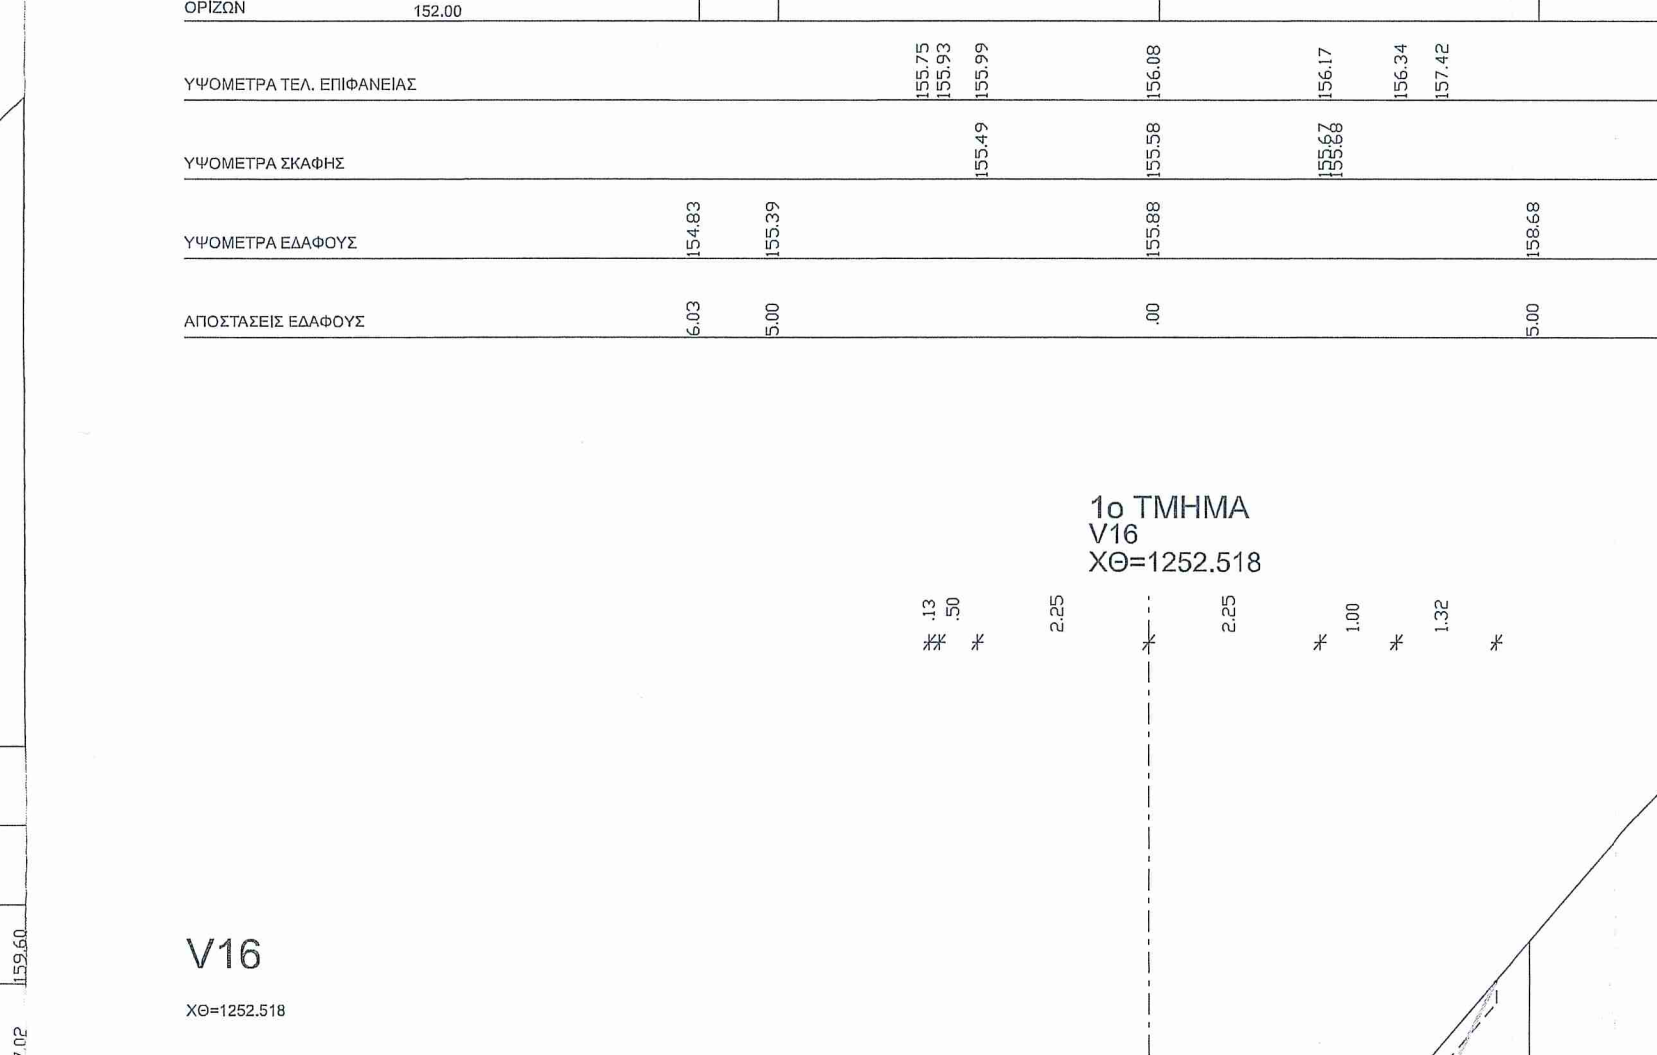 ΟΡΙΖΩΝ 152.00
155.75 155.93 155.99 156.08 156.17 156.34 157.42
ΥΨΟΜΕΤΡΑ ΤΕΛ. ΕΠΙΦΑΝΕΙΑΣ
155.49 155.58 155.67 155.68
ΥΨΟΜΕΤΡΑ ΣΚΑΦΗΣ
154.83 155.39 155.88 158.68
ΥΨΟΜΕΤΡΑ ΕΔΑΦΟΥΣ
6.03 5.00 .00 5.00
ΑΠΟΣΤΑΣΕΙΣ ΕΔΑΦΟΥΣ
1ο ΤΜΗΜΑ
V16
ΧΘ=1252.518
.13 .50 2.25 2.25 1.00 1.32
159.60
V16
ΧΘ=1252.518